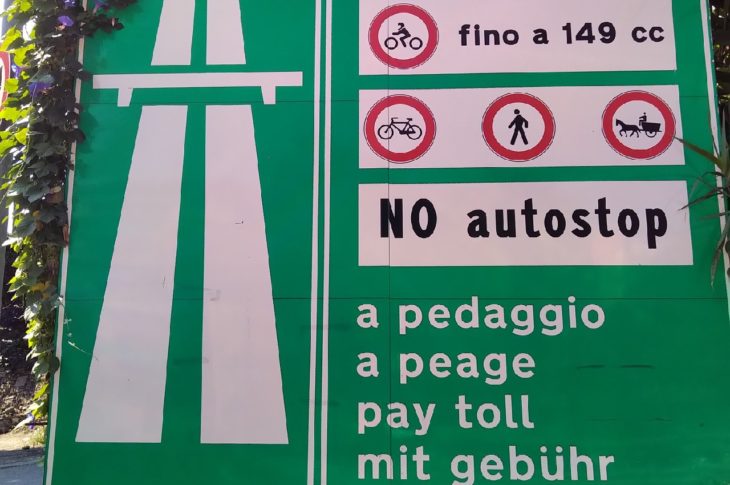 fino a 149 cc
NO autostop
a pedaggio
a peage
pay toll
mit gebühr